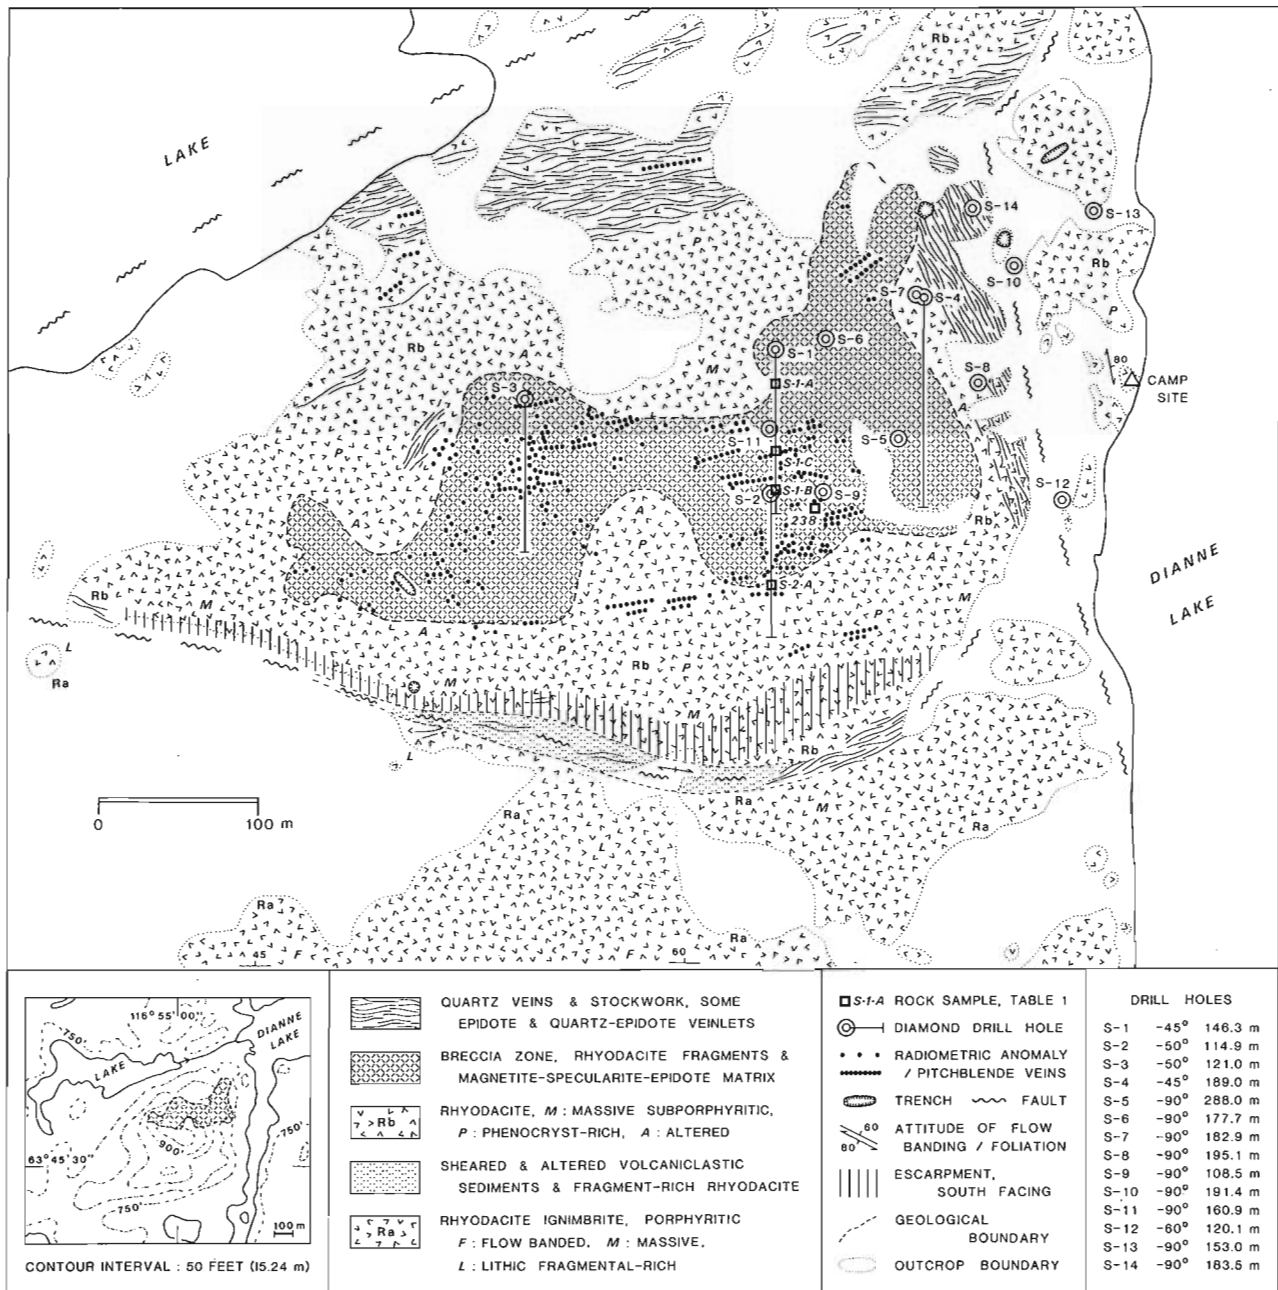 Rb
LAKE
S-14
S-13
P
Rb
S-10
S-7
S-4
P
Rb
S-6
S-1
80
A
M
S-8
CAMP
SITE
S-3
S-1-A
A
S-11
S-5
P
S-1-C
S-2
S-1-B
S-9
S-12
A
A
238
Rb
P
A
DIANNE
LAKE
S-2-A
Rb
M
M
P
A
P
Rb
P
L
Ra
M
M
Rb
L
Ra
M
Ra
Ra
L
0
100 m
Ra
45
F
Ra
60
F
116° 55' 00"
750'
DIANNE
LAKE
LAKE
750'
63° 45' 30"
900'
750'
100 m
CONTOUR INTERVAL : 50 FEET (15.24 m)
QUARTZ VEINS & STOCKWORK, SOME
EPIDOTE & QUARTZ-EPIDOTE VEINLETS
BRECCIA ZONE, RHYODACITE FRAGMENTS &
MAGNETITE-SPECULARITE-EPIDOTE MATRIX
Rb
RHYODACITE, M : MASSIVE SUBPORPHYRITIC,
P : PHENOCRYST-RICH, A : ALTERED
SHEARED & ALTERED VOLCANICLASTIC
SEDIMENTS & FRAGMENT-RICH RHYODACITE
Ra
RHYODACITE IGNIMBRITE, PORPHYRITIC
F : FLOW BANDED, M : MASSIVE,
L : LITHIC FRAGMENTAL-RICH
S-1-A ROCK SAMPLE, TABLE 1
DIAMOND DRILL HOLE
RADIOMETRIC ANOMALY
/ PITCHBLENDE VEINS
TRENCH
FAULT
60
80
ATTITUDE OF FLOW
BANDING / FOLIATION
ESCARPMENT,
SOUTH FACING
GEOLOGICAL
BOUNDARY
OUTCROP BOUNDARY
DRILL HOLES
S-1 -45° 146.3 m
S-2 -50° 114.9 m
S-3 -50° 121.0 m
S-4 -45° 189.0 m
S-5 -90° 288.0 m
S-6 -90° 177.7 m
S-7 -90° 182.9 m
S-8 -90° 195.1 m
S-9 -90° 108.5 m
S-10 -90° 191.4 m
S-11 -90° 160.9 m
S-12 -60° 120.1 m
S-13 -90° 153.0 m
S-14 -90° 183.5 m